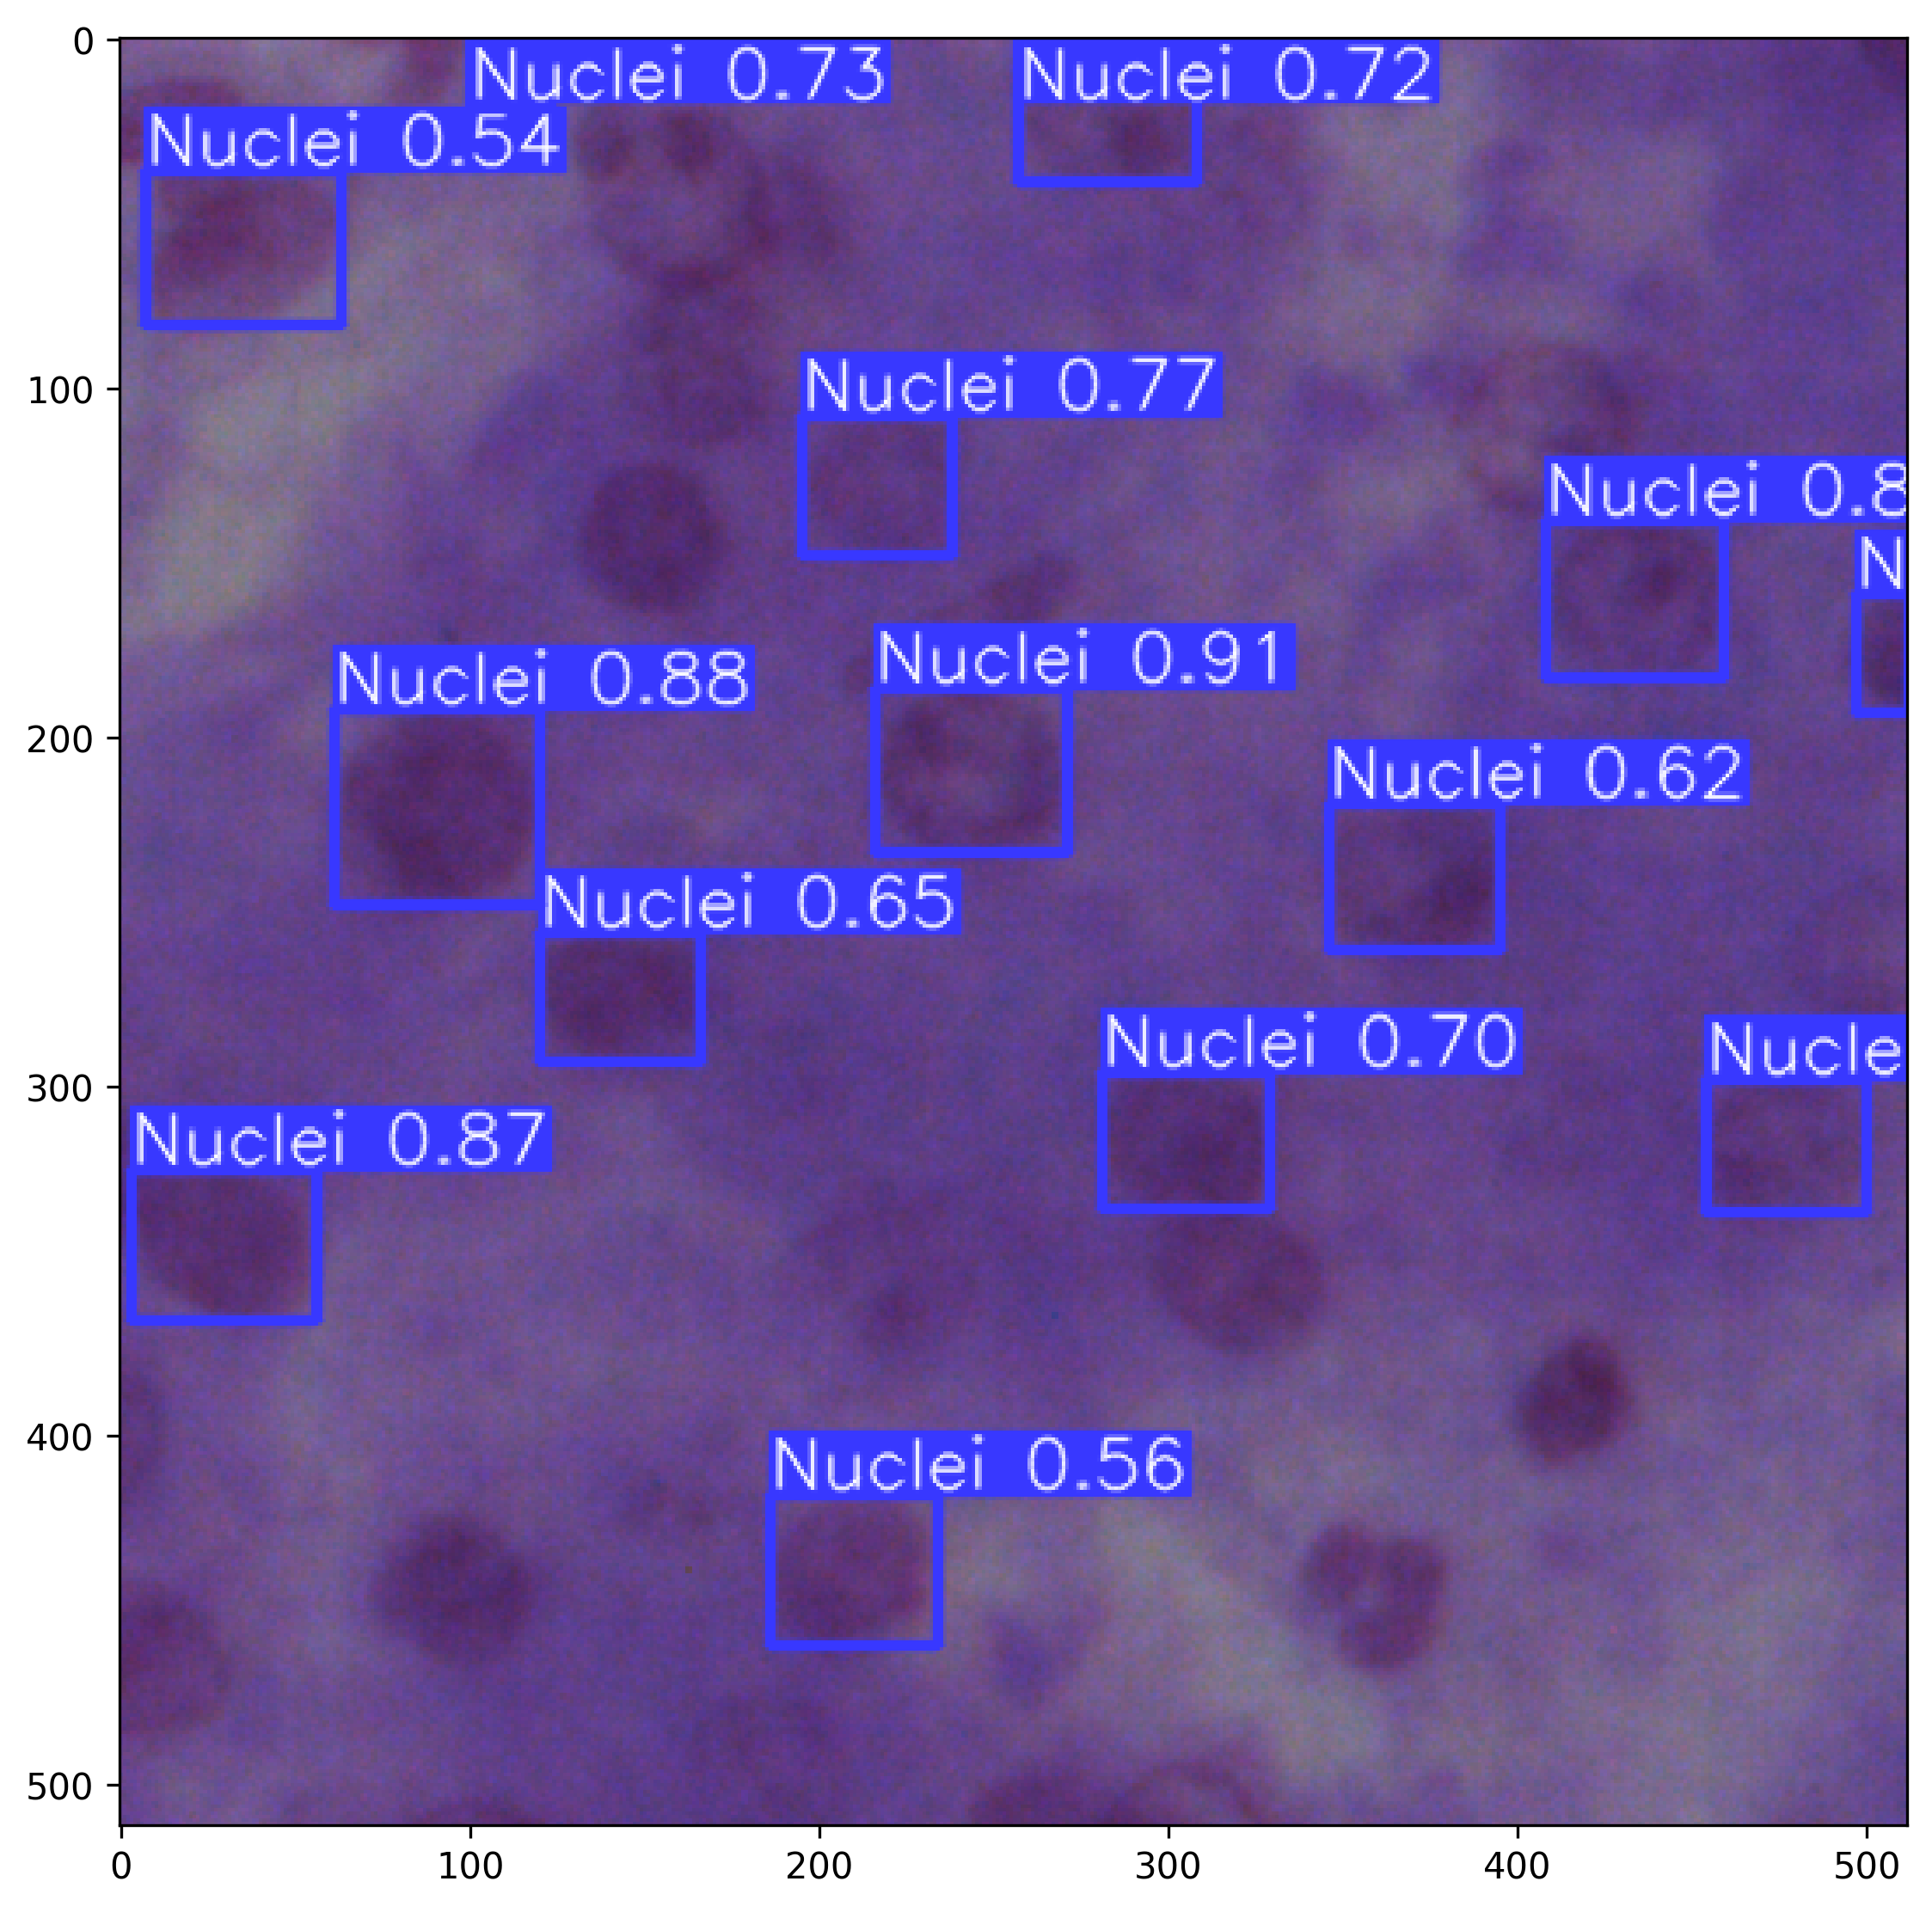 0
Nuclei 0.73
Nuclei 0.72
Nuclei 0.54
100
Nuclei 0.77
Nuclei 0.8
N
Nuclei 0.91
Nuclei 0.88
200
Nuclei 0.62
Nuclei 0.65
Nuclei 0.70
Nucle
300
Nuclei 0.87
400
Nuclei 0.56
500
0 100 200 300 400 500